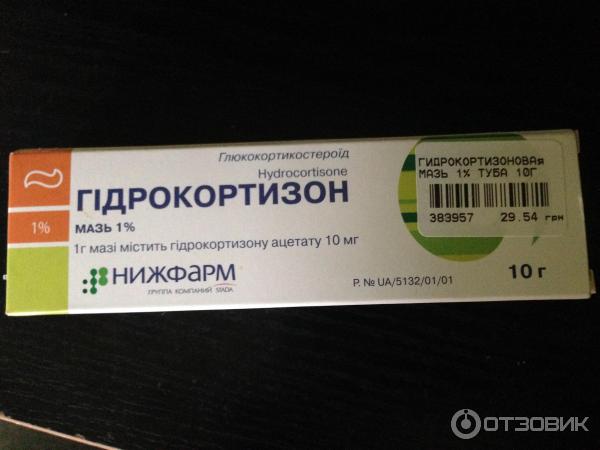 Глюкокортикостероїд
Hydrocortisone
ГІДРОКОРТИЗОН
1%
МАЗЬ 1%
1г мазі містить гідрокортизону ацетату 10 мг
НИЖФАРМ
ГРУППА КОМПАНИЙ STADA
P. № UA/5132/01/01
10 г
ГИДРОКОРТИЗОНОВАЯ
МАЗЬ 1% ТУБА 10Г
383957 29.54 грн
ОТЗОВИК